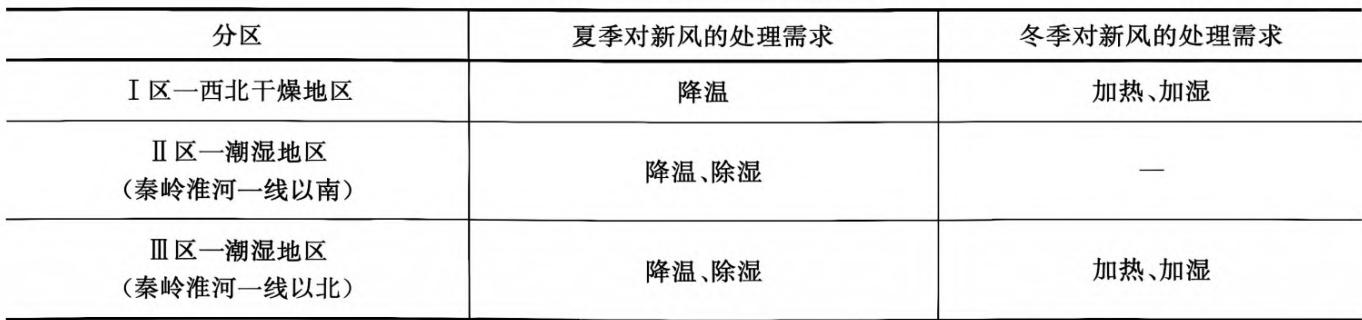 分区 夏季对新风的处理需求 冬季对新风的处理需求
Ⅰ区—西北干燥地区 降温 加热、加湿
Ⅱ区—潮湿地区
(秦岭淮河一线以南) 降温、除湿 —
Ⅲ区—潮湿地区
(秦岭淮河一线以北) 降温、除湿 加热、加湿